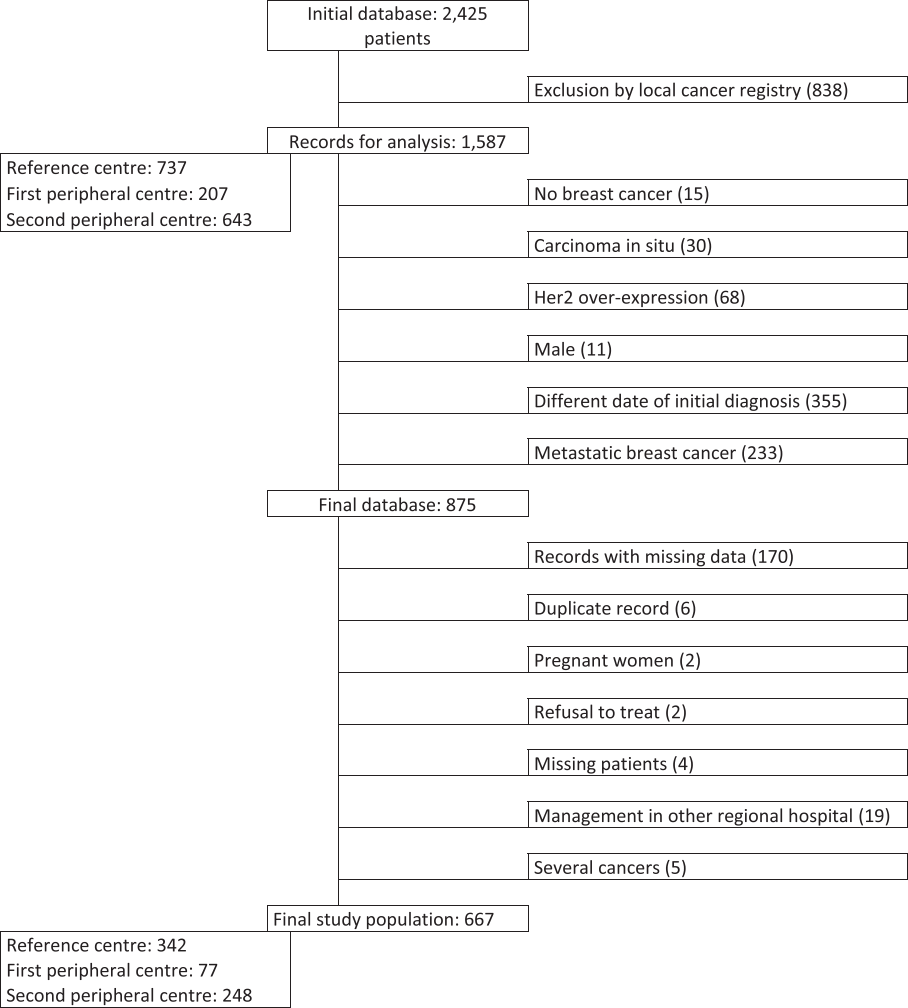 Initial database: 2,425
patients
Exclusion by local cancer registry (838)
Records for analysis: 1,587
Reference centre: 737
First peripheral centre: 207
Second peripheral centre: 643
No breast cancer (15)
Carcinoma in situ (30)
Her2 over-expression (68)
Male (11)
Different date of initial diagnosis (355)
Metastatic breast cancer (233)
Final database: 875
Records with missing data (170)
Duplicate record (6)
Pregnant women (2)
Refusal to treat (2)
Missing patients (4)
Management in other regional hospital (19)
Several cancers (5)
Final study population: 667
Reference centre: 342
First peripheral centre: 77
Second peripheral centre: 248